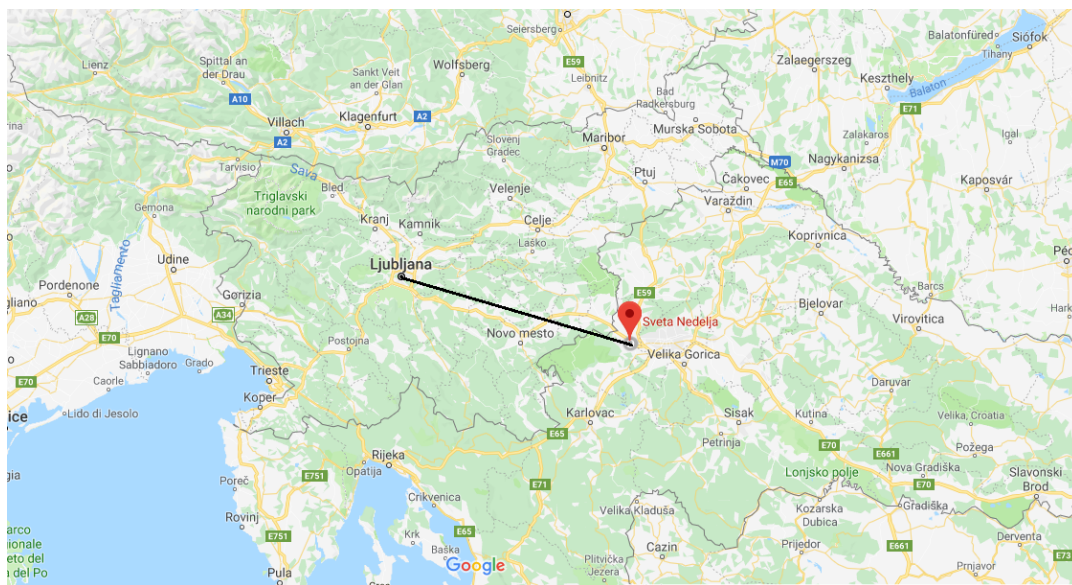 Seiersberg
Balatonfüred
Siófok
Tihany
Lienz
Spittal an
der Drau
E59
Wolfsberg
Zalaegerszeg
Keszthely
Balaton
Sankt Veit
an der Glan
Leibnitz
Bad
Radkersburg
E71
A10
Villach
Klagenfurt
A2
A2
Maribor
Murska Sobota
Zalakaros
Igal
Slovenj
Gradec
Tarvisio
Sava
Bled
M70
Nagykanizsa
Ptuj
Čakovec
E65
Kaposvár
Triglavski
narodni park
Velenje
Varaždin
Gemona
Kranj
Kamnik
Celje
Koprivnica
Laško
Udine
Tagliamento
Ljubljana
Pordenone
Gorizia
E59
Barcs
A28
A34
Sveta Nedelja
Bjelovar
Virovitica
E70
Novo mesto
Postojna
Velika Gorica
Lignano
Sabbiadoro
Grado
E70
Caorle
Trieste
Daruvar
Koper
Lido di Jesolo
Karlovac
Sisak
Kutina
Velika, Croatia
E65
Petrinja
E70
E661
Požega
Rijeka
Opatija
E751
Lonjsko polje
Nova Gradiška
Slavonski
Brod
Poreč
E71
E70
Crikvenica
Velika Kladuša
Kozarska
Dubica
Gradiška
Rovinj
E65
E751
Krk
Baška
Cazin
Prijedor
E661
Derventa
E73
Plitvička
Jezera
Pula
Prnjavor
Google